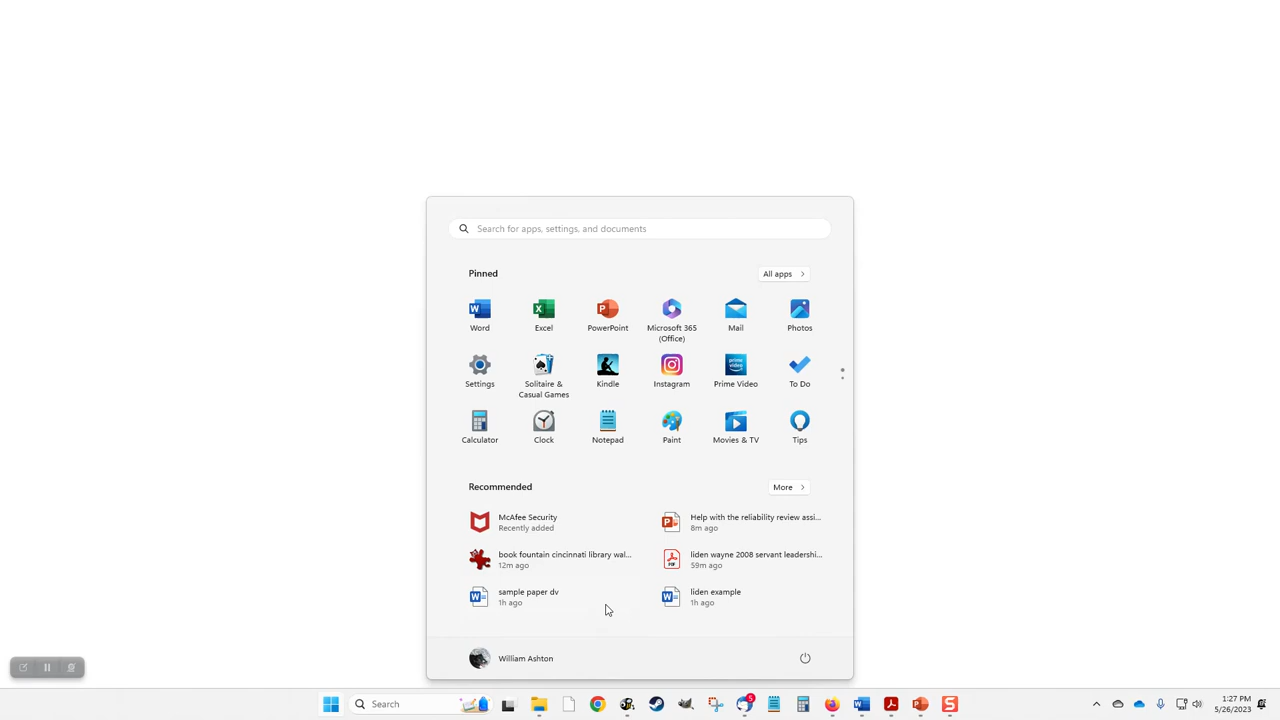 Search for apps, settings, and documents
Pinned
All apps
Word
Excel
PowerPoint
Microsoft 365
(Office)
Mail
Photos
Settings
Solitaire &
Casual Games
Kindle
Instagram
prime
video
Prime Video
To Do
Calculator
Clock
Notepad
Paint
Movies & TV
Tips
Recommended
More
McAfee Security
Recently added
Help with the reliability review assi...
8m ago
book fountain cincinnati library wal...
12m ago
liden wayne 2008 servant leadershi...
59m ago
sample paper dv
1h ago
liden example
1h ago
William Ashton
Search
5
1:27 PM
5/26/2023